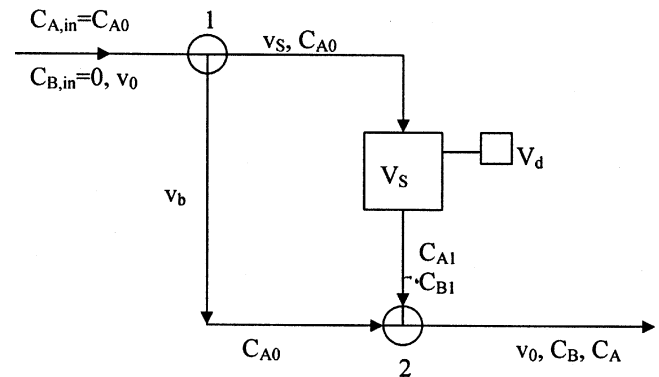 C_A,in=C_A0
1
v_S, C_A0
C_B,in=0, v_0
V_S
V_d
v_b
C_A1
C_B1
C_A0
2
v_0, C_B, C_A